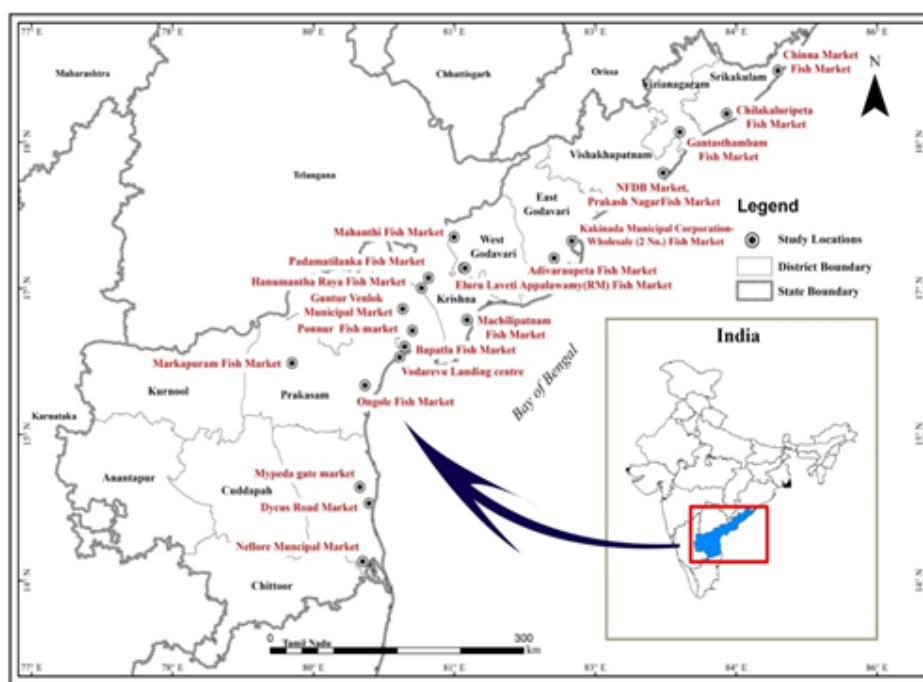 77°E
78°E
80°E
81°E
83°E
84°E
86°E
Maharashtra
Chhattisgarh
Orissa
Chinna Market
Fish Market
N
Vizianagaram
Srikakulam
Chilakaluripeta
Fish Market
18°N
18°N
Gantasthambam
Fish Market
Vishakhapatnam
NFDB Market,
Prakash NagarFish Market
Telangana
East
Godavari
Legend
Mahanthi Fish Market
West
Godavari
Kakinada Municipal Corporation-
Wholesale (2 No.) Fish Market
Study Locations
Padamatilanka Fish Market
Adivaraupeta Fish Market
District Boundary
17°N
17°N
Hanumantha Raya Fish Market
Eluru Laveti Appalawamy(RM) Fish Market
State Boundary
Guntur Venlok
Municipal Market
Krishna
Ponnur Fish market
Machilipatnam
Fish Market
India
Bapatla Fish Market
Markapuram Fish Market
Vodarevu Landing centre
Kurnool
Prakasam
Ongole Fish Market
Bay of Bengal
Karnataka
15°N
15°N
Anantapur
Cuddapah
Mypeda gate market
Dycus Road Market
Nellore Muncipal Market
14°N
14°N
Chittoor
Tamil Nadu
0
300
km
77°E
78°E
80°E
81°E
83°E
84°E
86°E